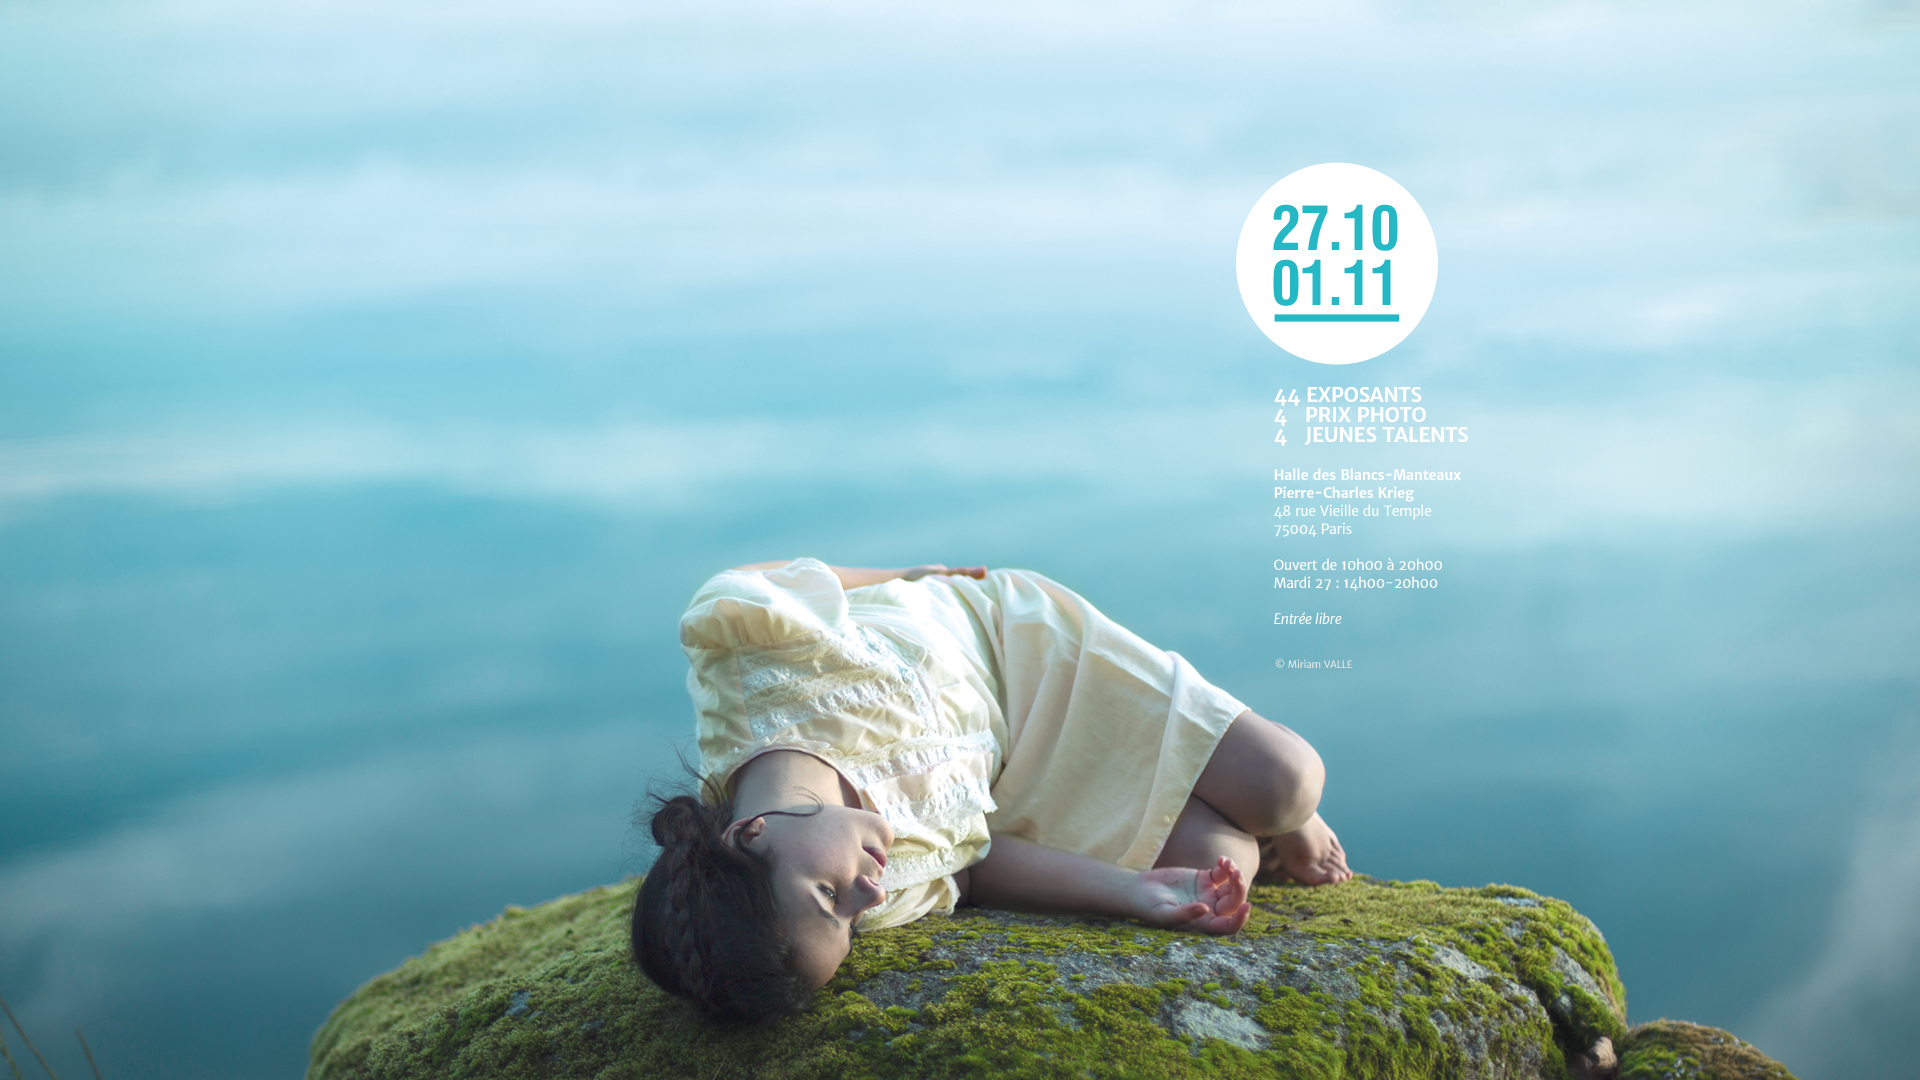 27.10
01.11
44 EXPOSANTS
4 PRIX PHOTO
4 JEUNES TALENTS
Halle des Blancs-Manteaux
Pierre-Charles Krieg
48 rue Vieille du Temple
75004 Paris
Ouvert de 10h00 à 20h00
Mardi 27 : 14h00-20h00
Entrée libre
© Miriam VALLE